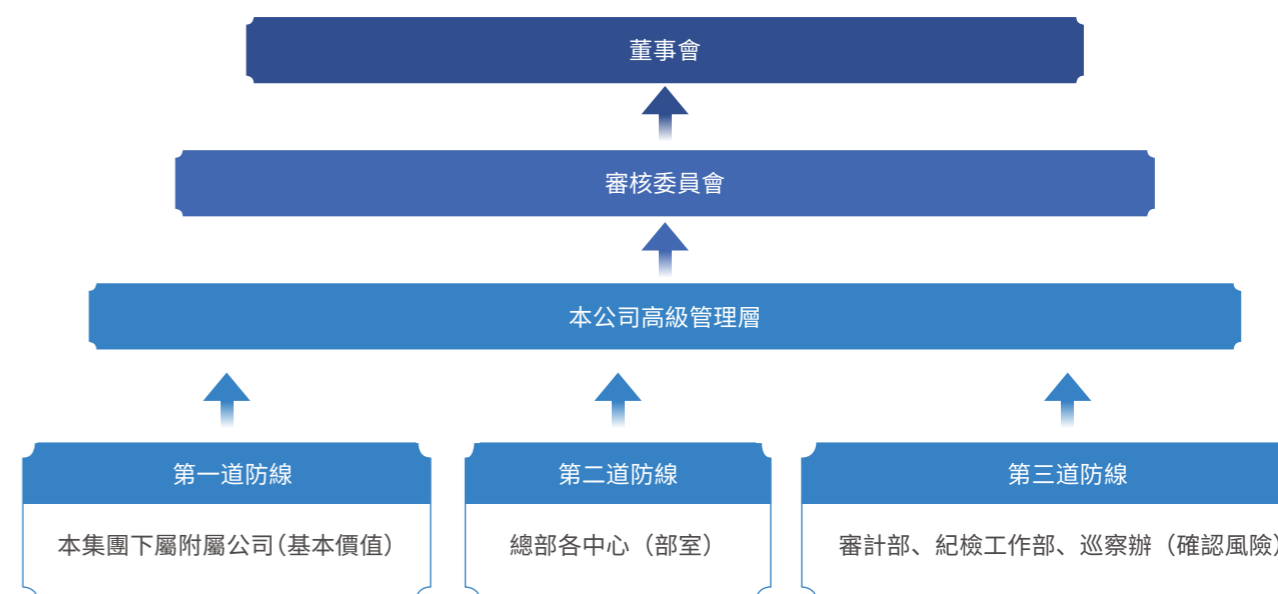 董事會
審核委員會
本公司高級管理層
第一道防線
第二道防線
第三道防線
本集團下屬附屬公司(基本價值)
總部各中心（部室）
審計部、紀檢工作部、巡察辦（確認風險）